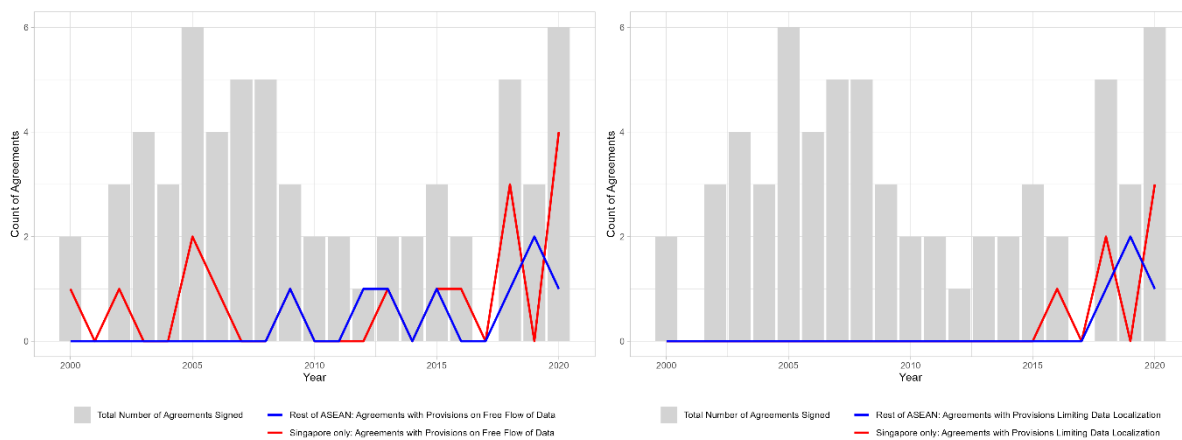 6
4
2
0
Count of Agreements
2000 2005 2010 2015 2020
Year
Total Number of Agreements Signed
Rest of ASEAN: Agreements with Provisions on Free Flow of Data
Singapore only: Agreements with Provisions on Free Flow of Data
6
4
2
0
Count of Agreements
2000 2005 2010 2015 2020
Year
Total Number of Agreements Signed
Rest of ASEAN: Agreements with Provisions Limiting Data Localization
Singapore only: Agreements with Provisions Limiting Data Localization